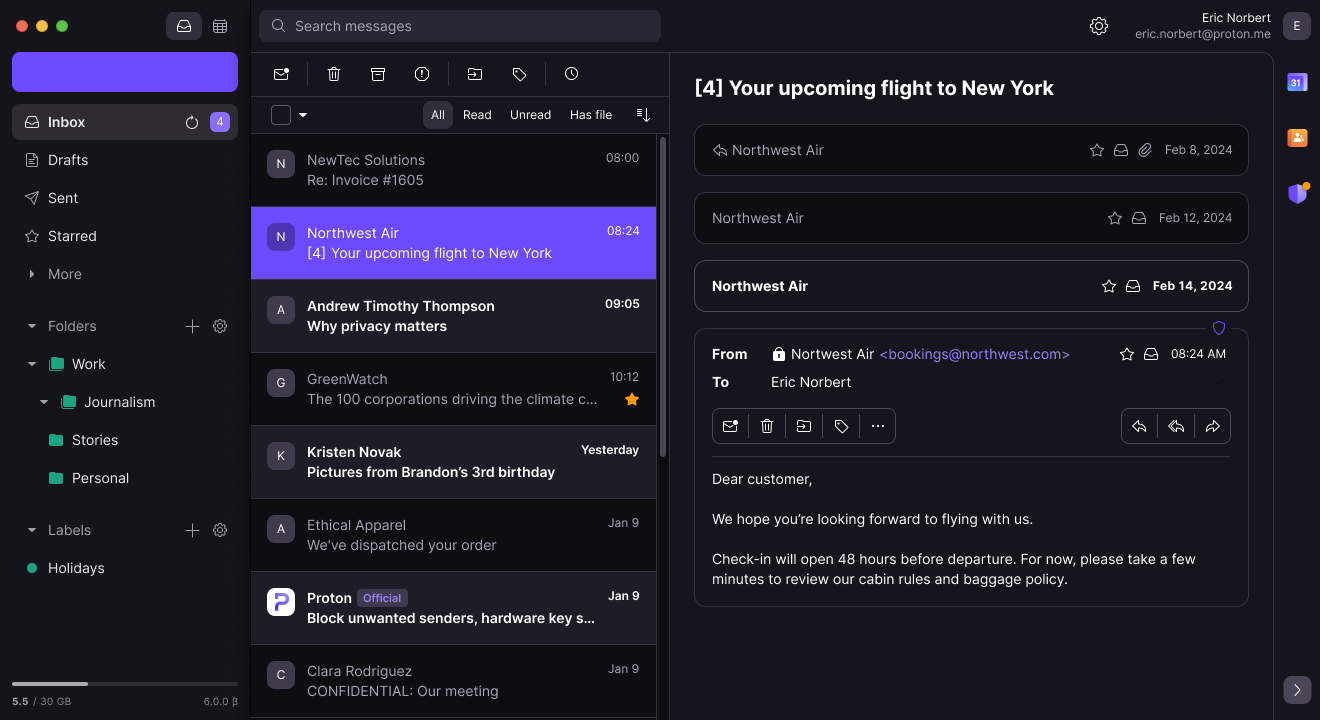 Search messages
Eric Norbert
eric.norbert@proton.me
E
Inbox
4
Drafts
Sent
Starred
More
Folders
Work
Journalism
Stories
Personal
Labels
Holidays
5.5 / 30 GB
6.0.0 β
All
Read
Unread
Has file
N
NewTec Solutions
08:00
Re: Invoice #1605
N
Northwest Air
08:24
[4] Your upcoming flight to New York
A
Andrew Timothy Thompson
09:05
Why privacy matters
G
GreenWatch
10:12
The 100 corporations driving the climate c...
K
Kristen Novak
Yesterday
Pictures from Brandon’s 3rd birthday
A
Ethical Apparel
Jan 9
We've dispatched your order
Proton Official
Jan 9
Block unwanted senders, hardware key s...
C
Clara Rodriguez
Jan 9
CONFIDENTIAL: Our meeting
[4] Your upcoming flight to New York
Northwest Air
Feb 8, 2024
Northwest Air
Feb 12, 2024
Northwest Air
Feb 14, 2024
From
Nortwest Air <bookings@northwest.com>
08:24 AM
To
Eric Norbert
Dear customer,
We hope you’re looking forward to flying with us.
Check-in will open 48 hours before departure. For now, please take a few
minutes to review our cabin rules and baggage policy.
31